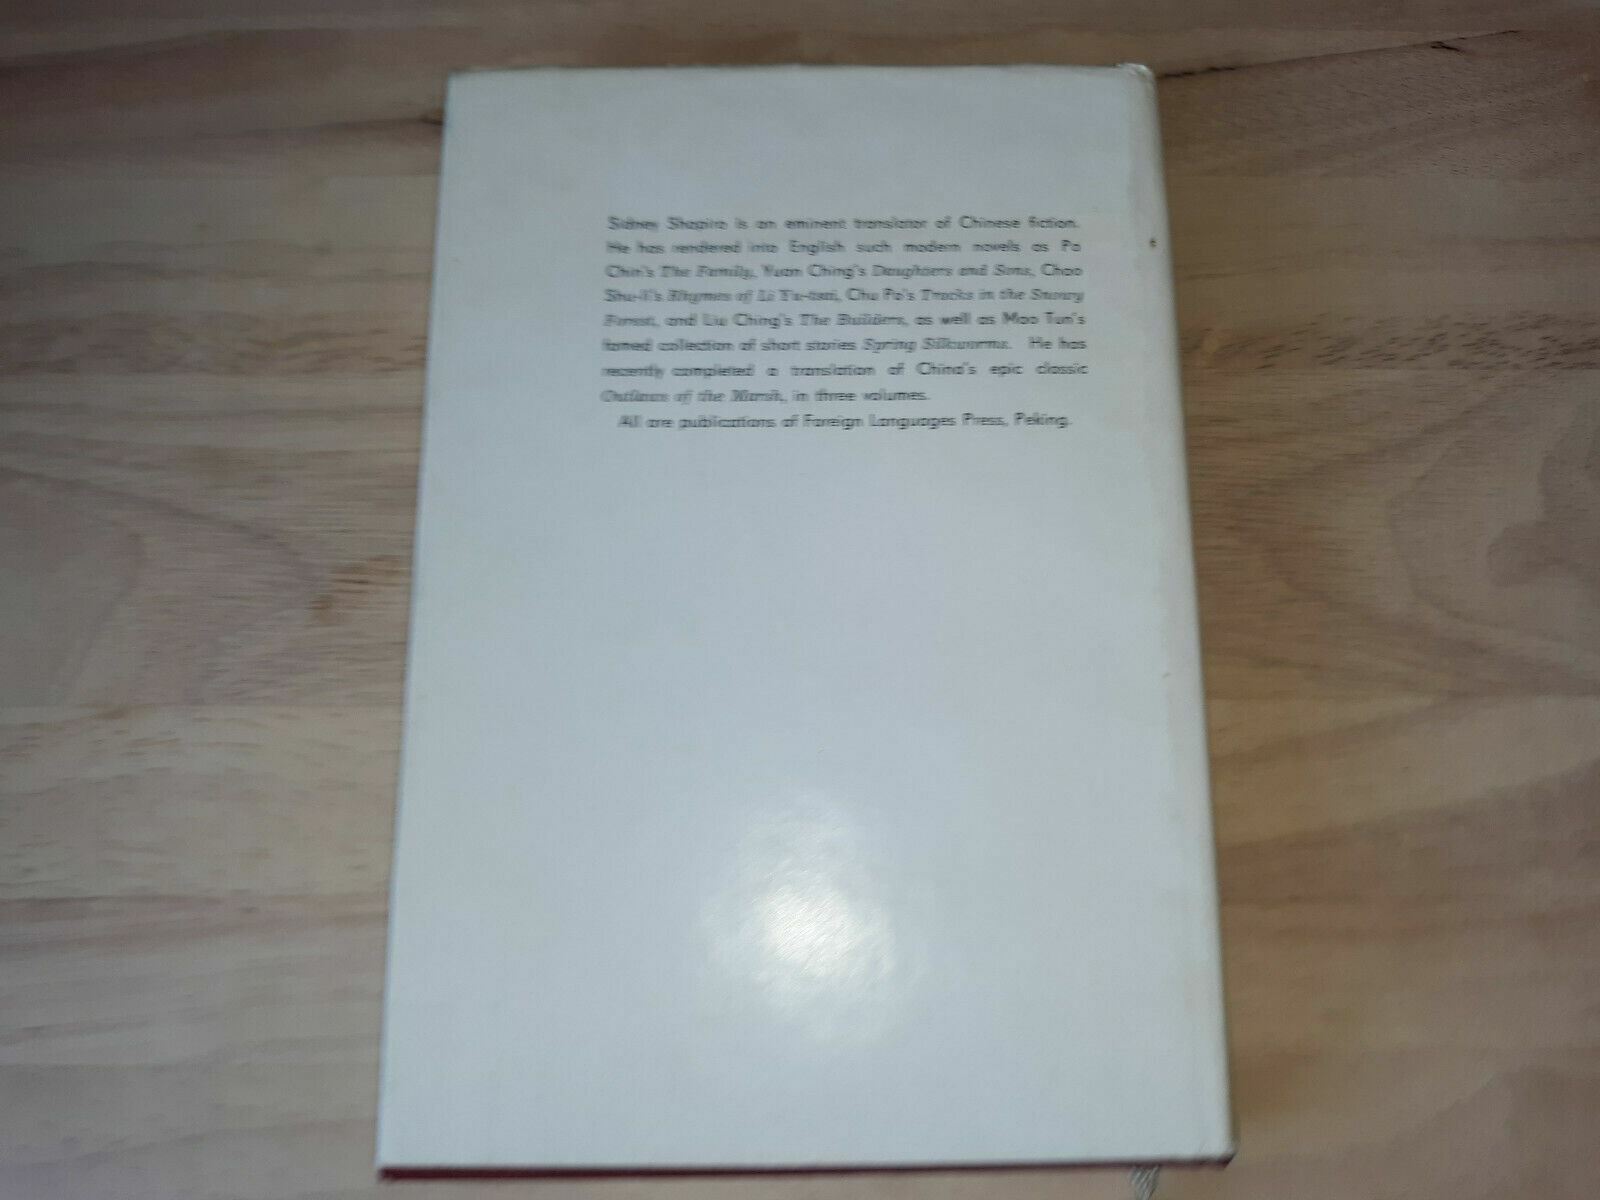 Sidney Shapiro is an eminent translator of Chinese fiction.
He has rendered into English such modern novels as Pa
Chin's The Family, Yuan Ching's Daughters and Sons, Chao
Shu-li's Rhymes of Li Yu-tsai, Chu Po's Tracks in the Snowy
Forest, and Liu Ching's The Builders, as well as Mao Tun's
famed collection of short stories Spring Silkworms. He has
recently completed a translation of China's epic classic
Outlaws of the Marsh, in three volumes.
All are publications of Foreign Languages Press, Peking.